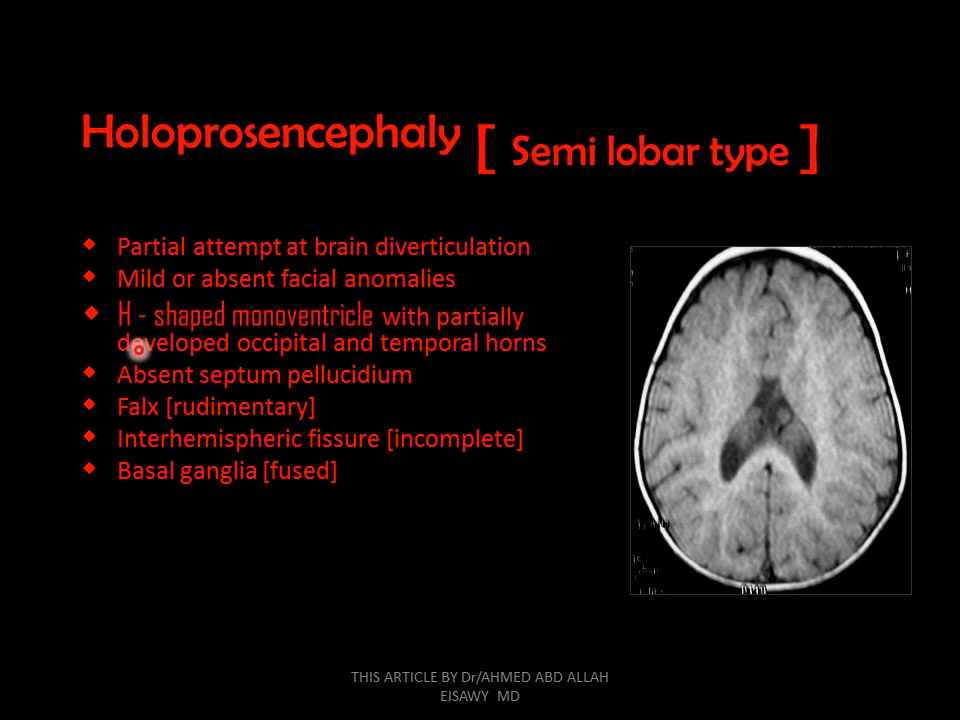 Holoprosencephaly [ Semi lobar type ]
Partial attempt at brain diverticulation
Mild or absent facial anomalies
H - shaped monoventricle with partially
developed occipital and temporal horns
Absent septum pellucidium
Falx [rudimentary]
Interhemispheric fissure [incomplete]
Basal ganglia [fused]
THIS ARTICLE BY Dr/AHMED ABD ALLAH
EISAWY MD